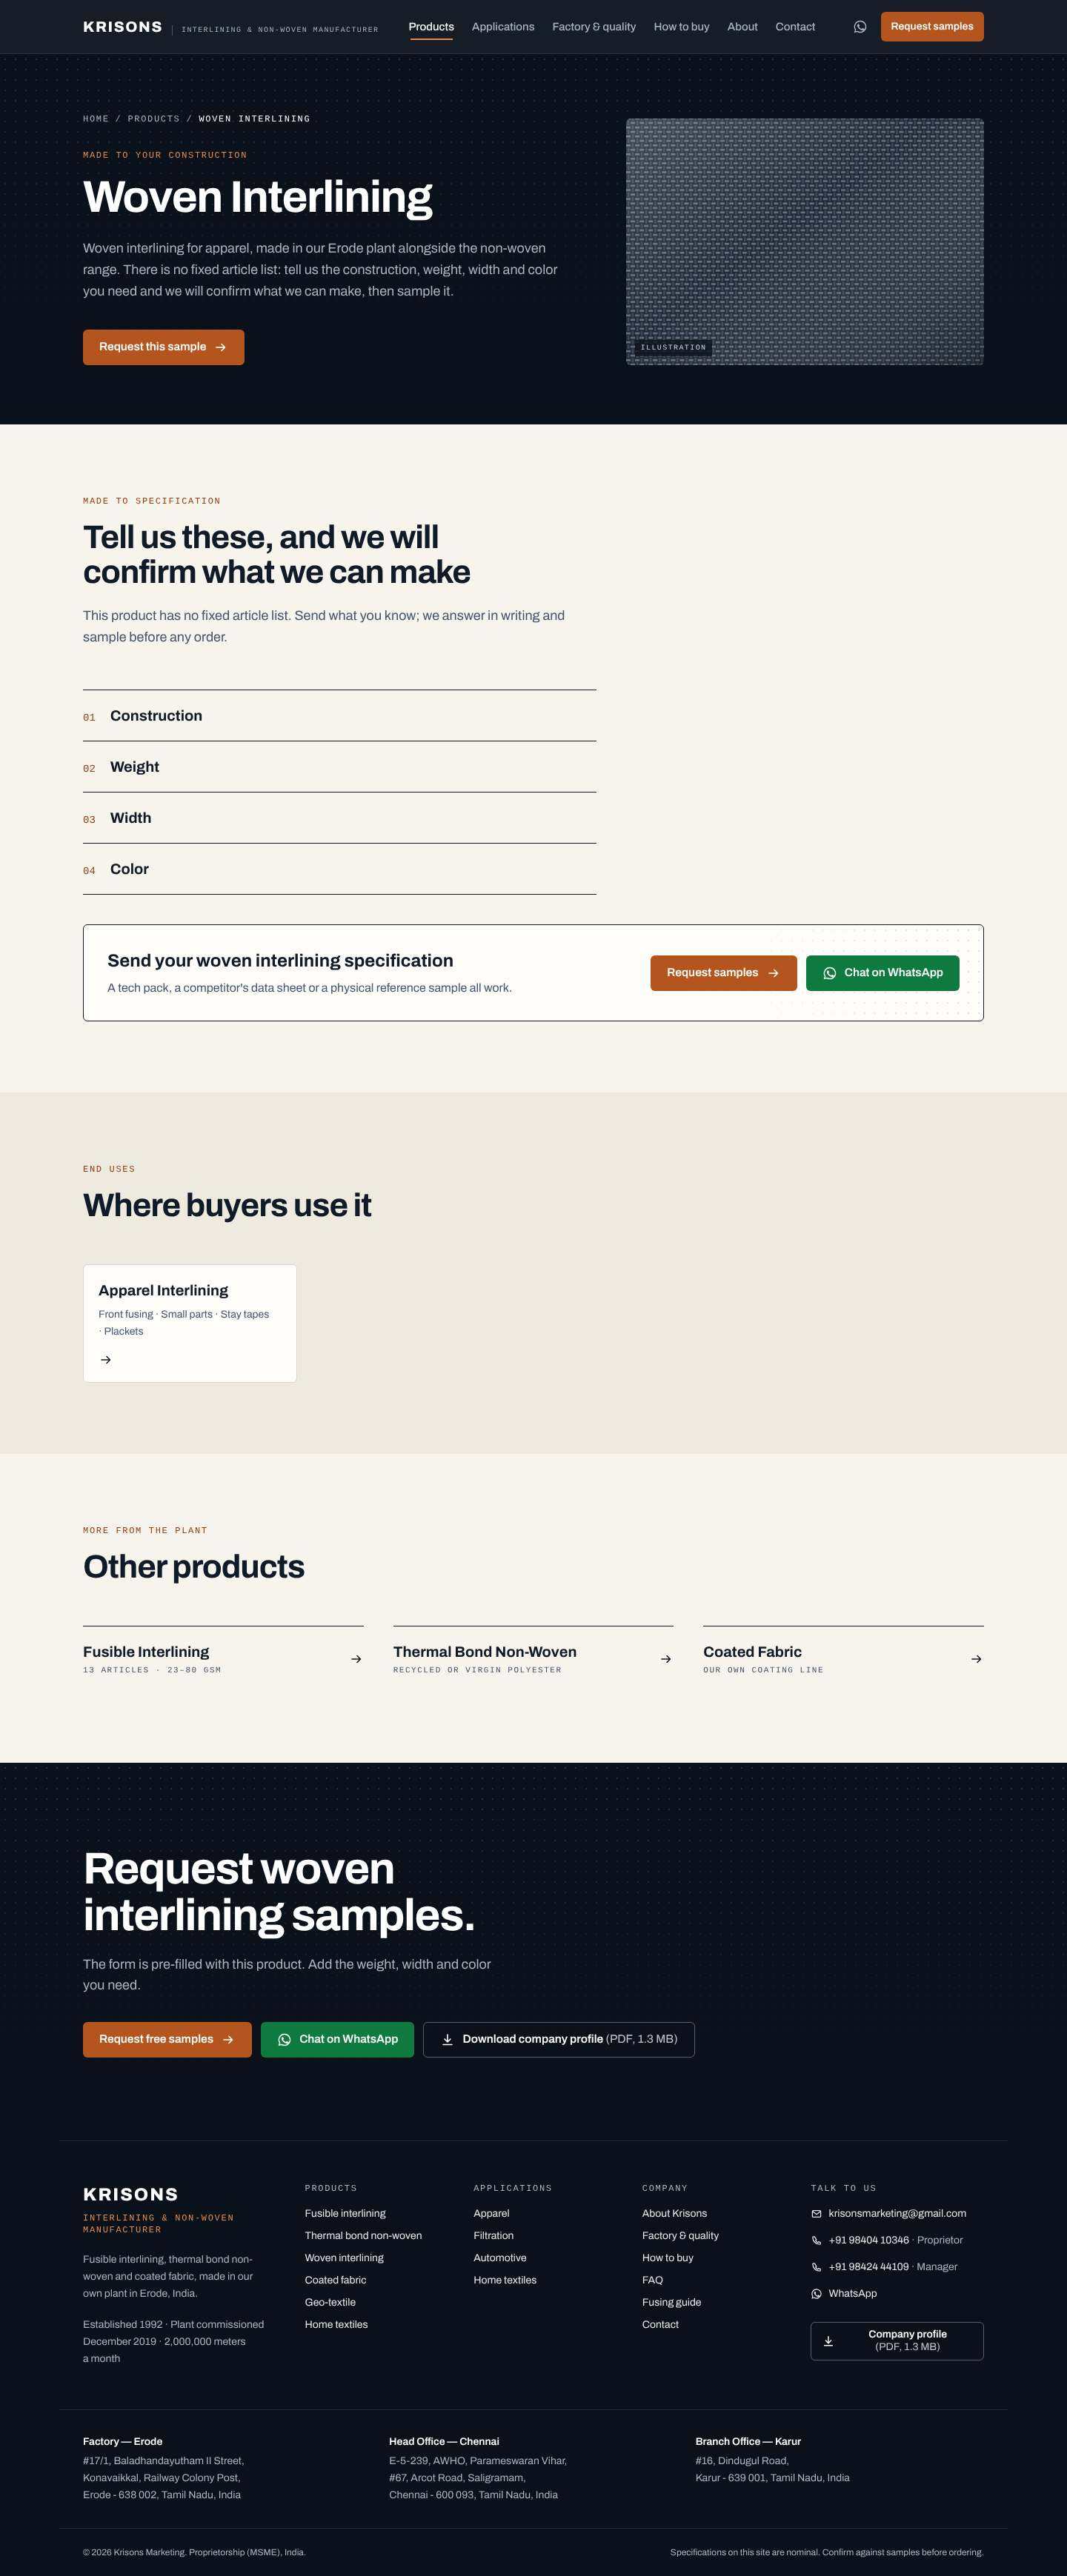 KRISONS
INTERLINING & NON-WOVEN MANUFACTURER
Products
Applications
Factory & quality
How to buy
About
Contact
Request samples
HOME / PRODUCTS / WOVEN INTERLINING
MADE TO YOUR CONSTRUCTION
Woven Interlining
Woven interlining for apparel, made in our Erode plant alongside the non-woven
range. There is no fixed article list: tell us the construction, weight, width and color
you need and we will confirm what we can make, then sample it.
Request this sample
ILLUSTRATION
MADE TO SPECIFICATION
Tell us these, and we will
confirm what we can make
This product has no fixed article list. Send what you know; we answer in writing and
sample before any order.
01 Construction
02 Weight
03 Width
04 Color
Send your woven interlining specification
A tech pack, a competitor's data sheet or a physical reference sample all work.
Request samples
Chat on WhatsApp
END USES
Where buyers use it
Apparel Interlining
Front fusing · Small parts · Stay tapes
· Plackets
MORE FROM THE PLANT
Other products
Fusible Interlining
13 ARTICLES · 23–80 GSM
Thermal Bond Non-Woven
RECYCLED OR VIRGIN POLYESTER
Coated Fabric
OUR OWN COATING LINE
Request woven
interlining samples.
The form is pre-filled with this product. Add the weight, width and color
you need.
Request free samples
Chat on WhatsApp
Download company profile (PDF, 1.3 MB)
KRISONS
INTERLINING & NON-WOVEN
MANUFACTURER
Fusible interlining, thermal bond non-
woven and coated fabric, made in our
own plant in Erode, India.
Established 1992 · Plant commissioned
December 2019 · 2,000,000 meters
a month
PRODUCTS
Fusible interlining
Thermal bond non-woven
Woven interlining
Coated fabric
Geo-textile
Home textiles
APPLICATIONS
Apparel
Filtration
Automotive
Home textiles
COMPANY
About Krisons
Factory & quality
How to buy
FAQ
Fusing guide
Contact
TALK TO US
krisonsmarketing@gmail.com
+91 98404 10346 · Proprietor
+91 98424 44109 · Manager
WhatsApp
Company profile
(PDF, 1.3 MB)
Factory — Erode
#17/1, Baladhandayutham II Street,
Konavaikkal, Railway Colony Post,
Erode - 638 002, Tamil Nadu, India
Head Office — Chennai
E-5-239, AWHO, Parameswaran Vihar,
#67, Arcot Road, Saligramam,
Chennai - 600 093, Tamil Nadu, India
Branch Office — Karur
#16, Dindugul Road,
Karur - 639 001, Tamil Nadu, India
© 2026 Krisons Marketing. Proprietorship (MSME), India.
Specifications on this site are nominal. Confirm against samples before ordering.